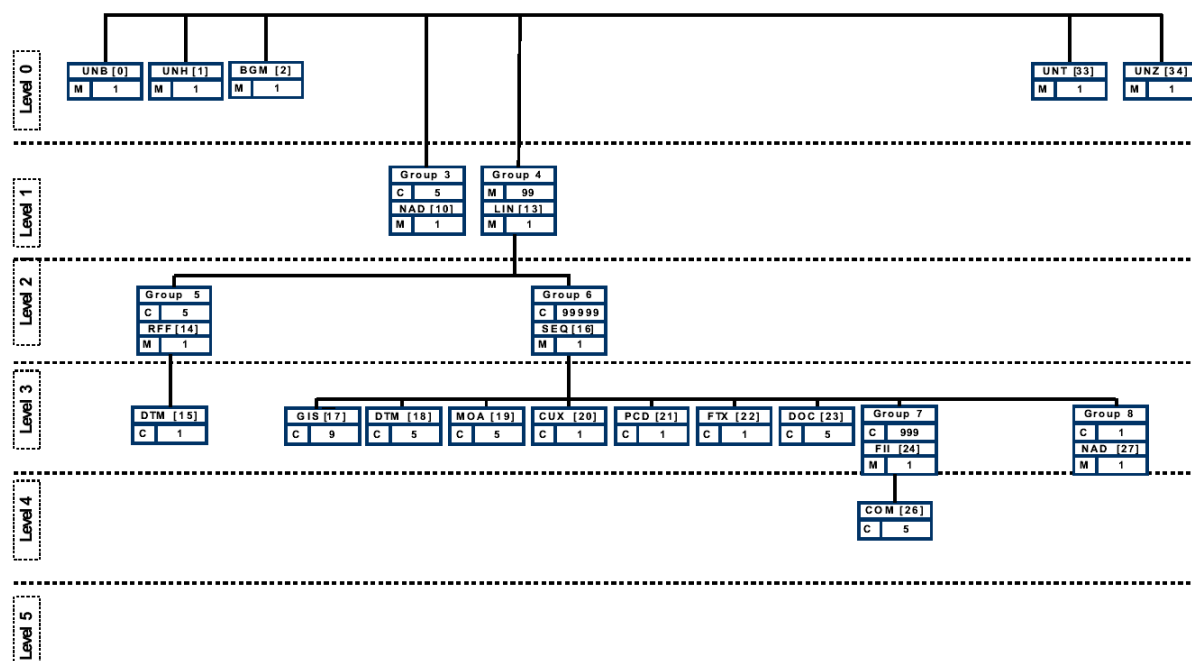 Level 0
UNB [0]
M 1
UNH [1]
M 1
BGM [2]
M 1
UNT [33]
M 1
UNZ [34]
M 1
Level 1
Group 3
C 5
NAD [10]
M 1
Group 4
M 99
LIN [13]
M 1
Level 2
Group 5
C 5
RFF [14]
M 1
Group 6
C 99999
SEQ [16]
M 1
Level 3
DTM [15]
C 1
GIS [17]
C 9
DTM [18]
C 5
MOA [19]
C 5
CUX [20]
C 1
PCD [21]
C 1
FTX [22]
C 1
DOC [23]
C 5
Group 7
C 999
FII [24]
M 1
Group 8
C 1
NAD [27]
M 1
Level 4
COM [26]
C 5
Level 5